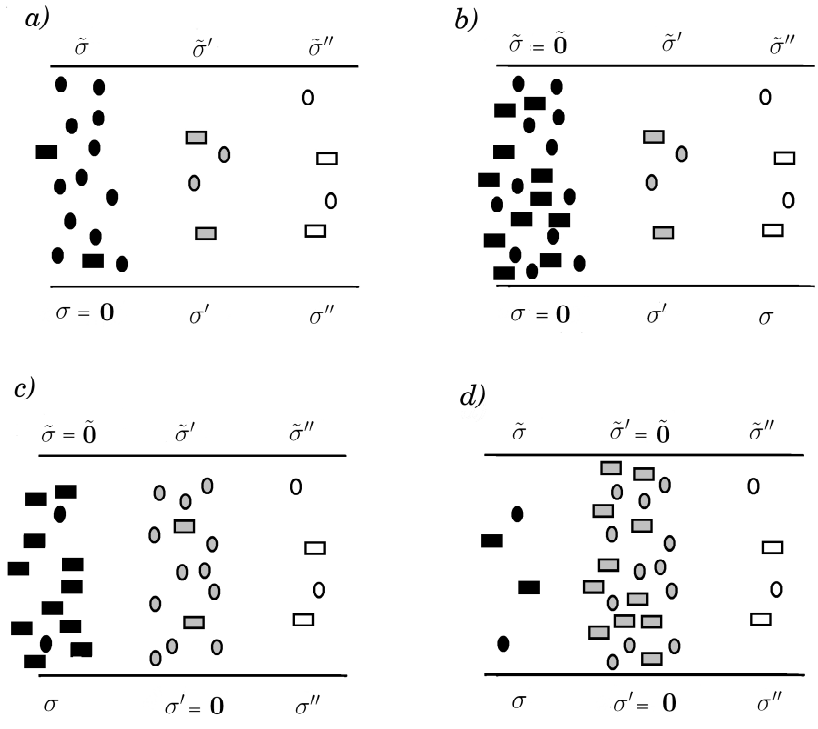 a)
σ̃ σ̃′ σ̃″
σ = 0 σ′ σ″
b)
σ̃ = 0̃ σ̃′ σ̃″
σ = 0 σ′ σ
c)
σ̃ = 0̃ σ̃′ σ̃″
σ σ′ = 0 σ″
d)
σ̃ σ̃′ = 0̃ σ̃″
σ σ′ = 0 σ″